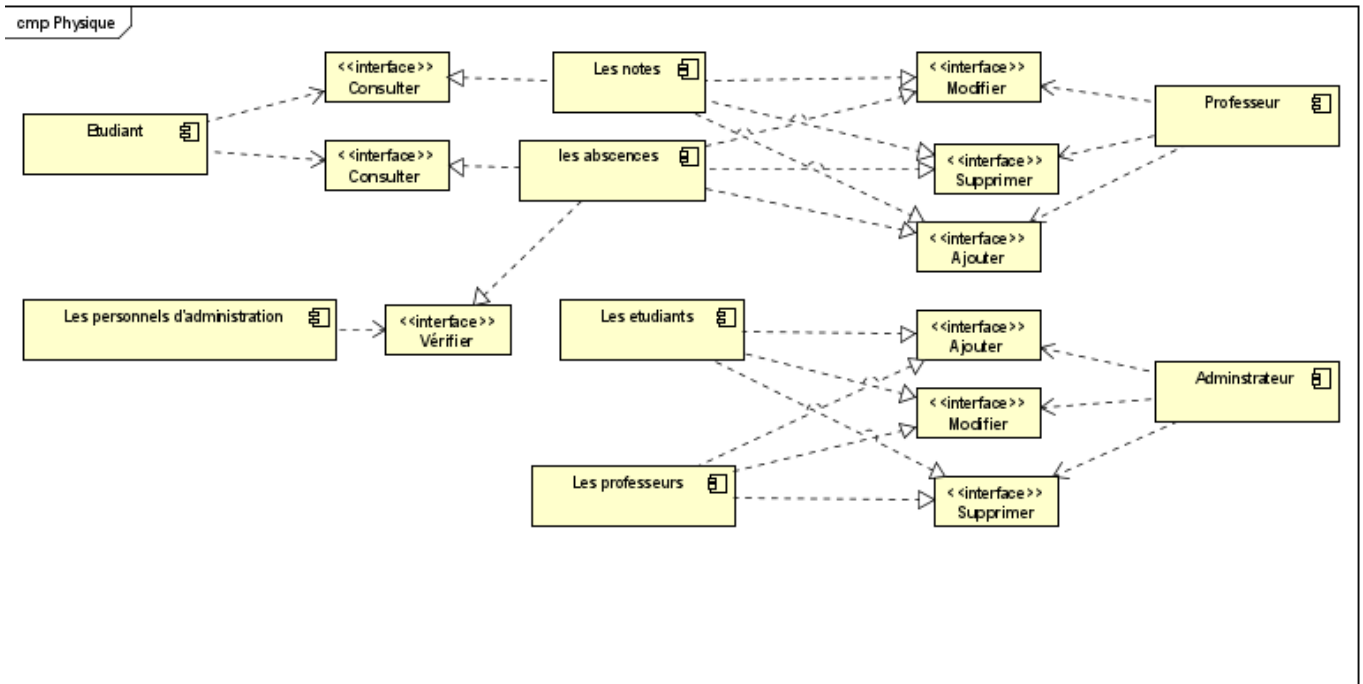 cmp Physique
<<interface>>
Consulter
Les notes
<<interface>>
Modifier
Professeur
Etudiant
<<interface>>
Consulter
les abscences
<<interface>>
Supprimer
<<interface>>
Ajouter
Les personnels d'administration
<<interface>>
Vérifier
Les etudiants
<<interface>>
Ajouter
Adminstrateur
<<interface>>
Modifier
Les professeurs
<<interface>>
Supprimer